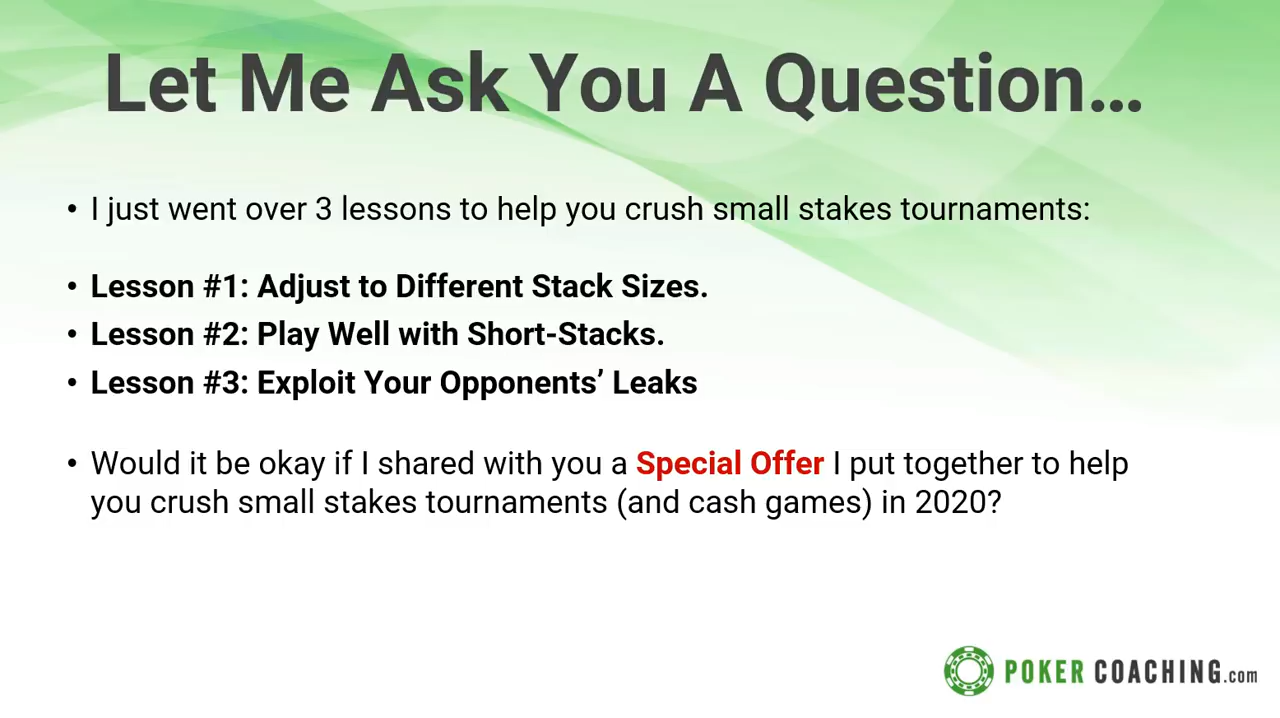 Let Me Ask You A Question…
• I just went over 3 lessons to help you crush small stakes tournaments:
• Lesson #1: Adjust to Different Stack Sizes.
• Lesson #2: Play Well with Short-Stacks.
• Lesson #3: Exploit Your Opponents’ Leaks
• Would it be okay if I shared with you a Special Offer I put together to help
you crush small stakes tournaments (and cash games) in 2020?
POKER COACHING.com